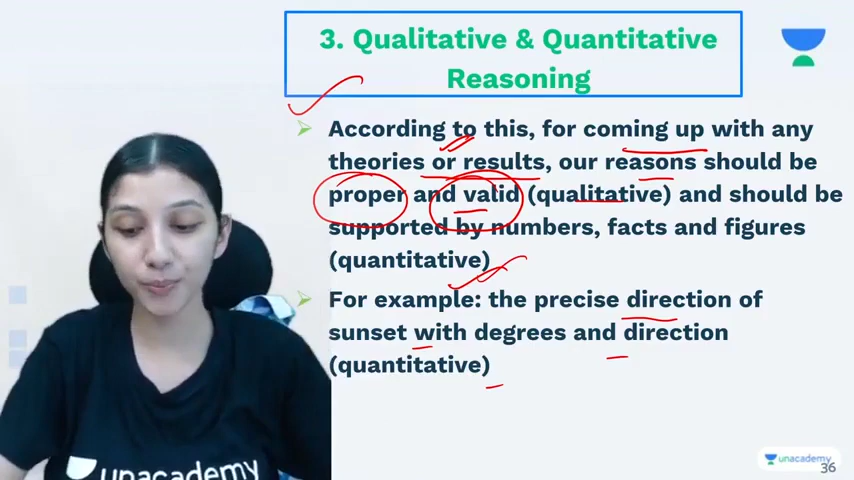 3. Qualitative & Quantitative
Reasoning
According to this, for coming up with any
theories or results, our reasons should be
proper and valid (qualitative) and should be
supported by numbers, facts and figures
(quantitative)
For example: the precise direction of
sunset with degrees and direction
(quantitative)
unacademy
unacademy
36